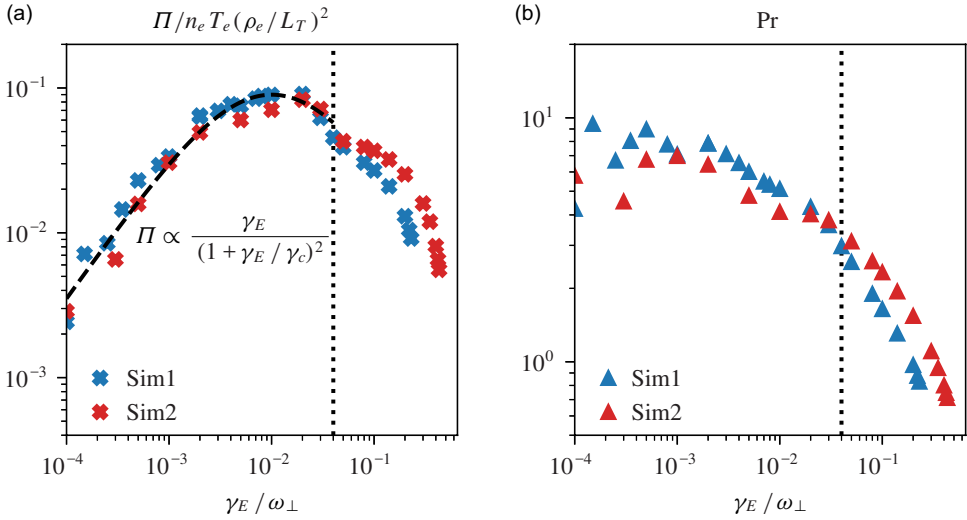 (a)
Π/n_e T_e (ρ_e/L_T)^2
10^{-1}
10^{-2}
10^{-3}
Π ∝ γ_E / (1 + γ_E / γ_c)^2
Sim1
Sim2
10^{-4} 10^{-3} 10^{-2} 10^{-1}
γ_E / ω_⊥
(b)
Pr
10^1
10^0
Sim1
Sim2
10^{-4} 10^{-3} 10^{-2} 10^{-1}
γ_E / ω_⊥